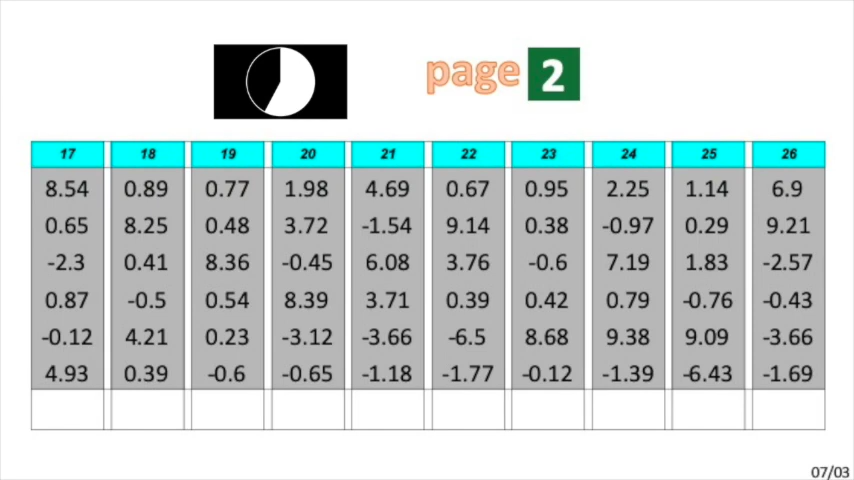 page 2
17 18 19 20 21 22 23 24 25 26
8.54 0.89 0.77 1.98 4.69 0.67 0.95 2.25 1.14 6.9
0.65 8.25 0.48 3.72 -1.54 9.14 0.38 -0.97 0.29 9.21
-2.3 0.41 8.36 -0.45 6.08 3.76 -0.6 7.19 1.83 -2.57
0.87 -0.5 0.54 8.39 3.71 0.39 0.42 0.79 -0.76 -0.43
-0.12 4.21 0.23 -3.12 -3.66 -6.5 8.68 9.38 9.09 -3.66
4.93 0.39 -0.6 -0.65 -1.18 -1.77 -0.12 -1.39 -6.43 -1.69
07/03